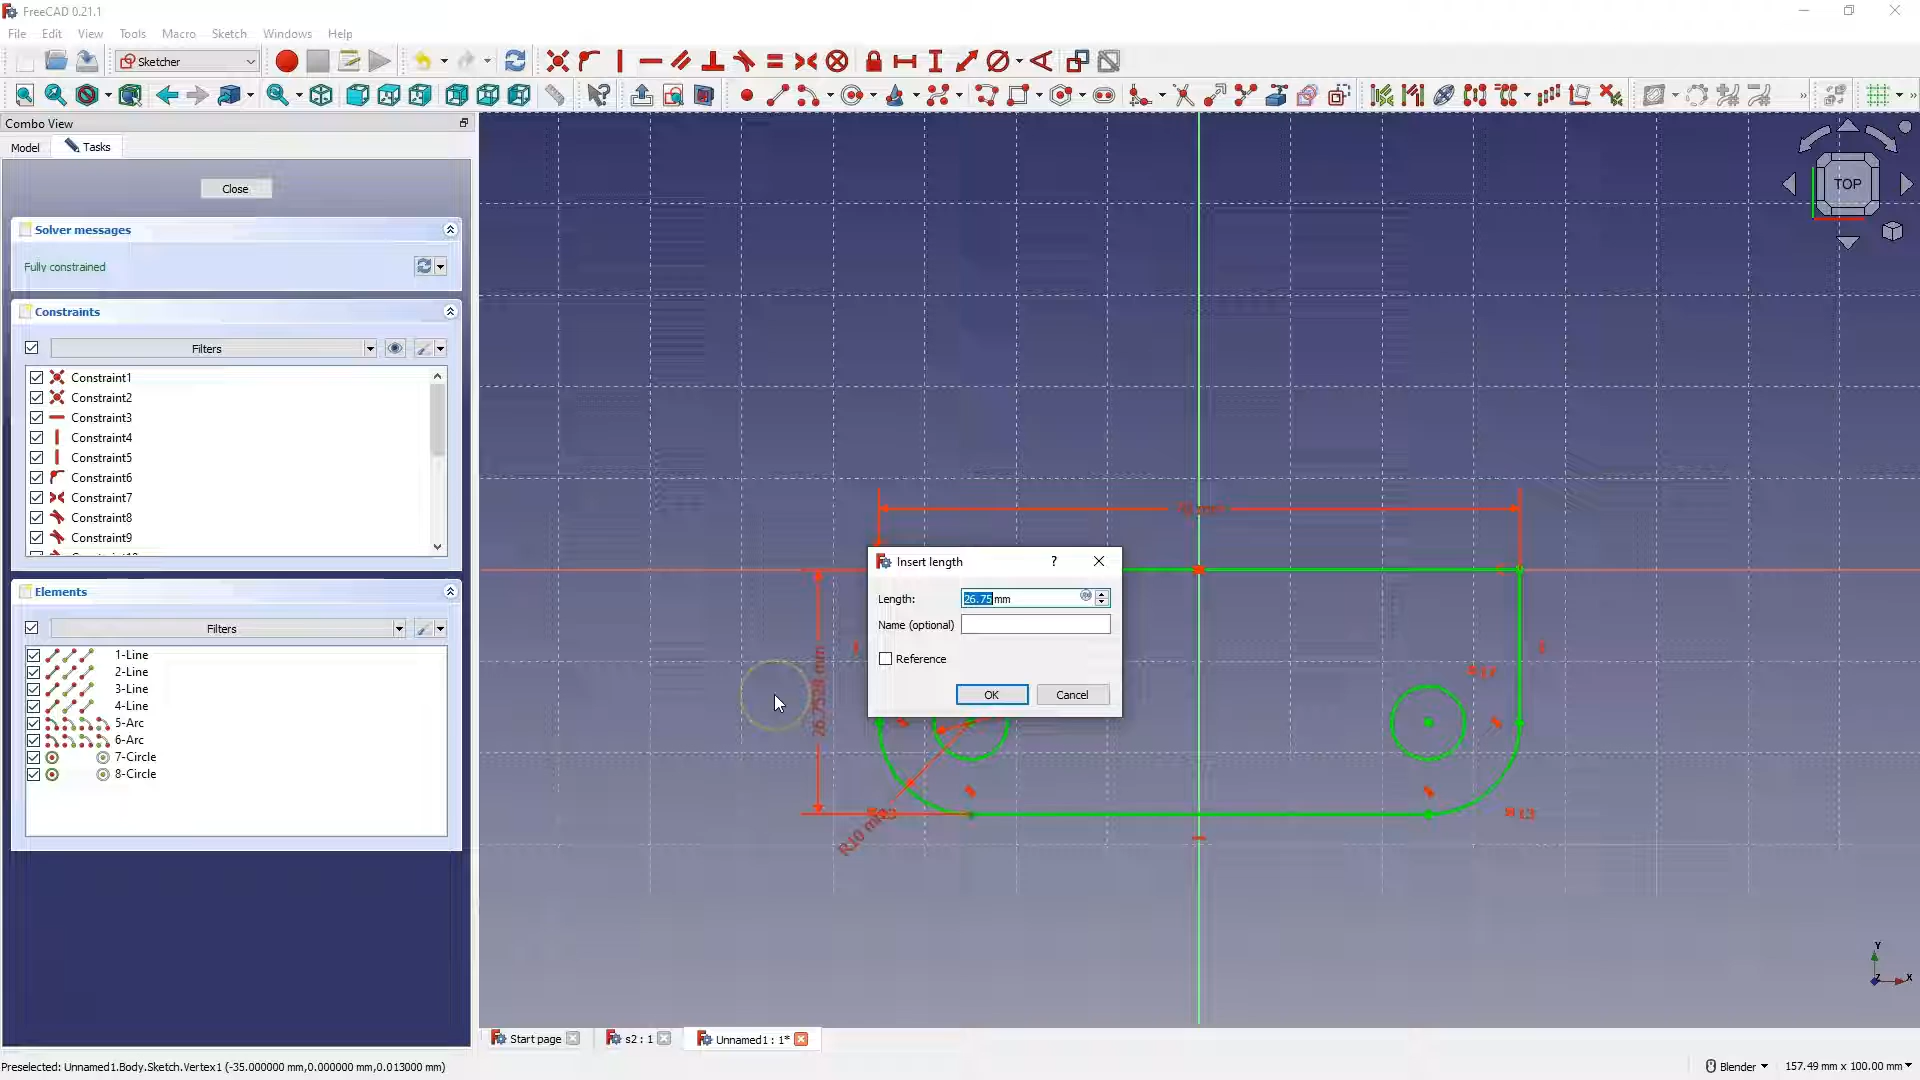 FreeCAD 0.21.1
File Edit View Tools Macro Sketch Windows Help
Sketcher
Combo View
Model Tasks
Close
Solver messages
Fully constrained
Constraints
Filters
Constraint1
Constraint2
Constraint3
Constraint4
Constraint5
Constraint6
Constraint7
Constraint8
Constraint9
Elements
Filters
1-Line
2-Line
3-Line
4-Line
5-Arc
6-Arc
7-Circle
8-Circle
TOP
Insert length ?
Length: 26.75 mm
Name (optional)
Reference
OK Cancel
R10 mm
Y
Z X
Start page s2 : 1 Unnamed1 : 1*
Preselected: Unnamed1.Body.Sketch.Vertex1 (-35.000000 mm,0.000000 mm,0.013000 mm)
Blender 157.49 mm x 100.00 mm